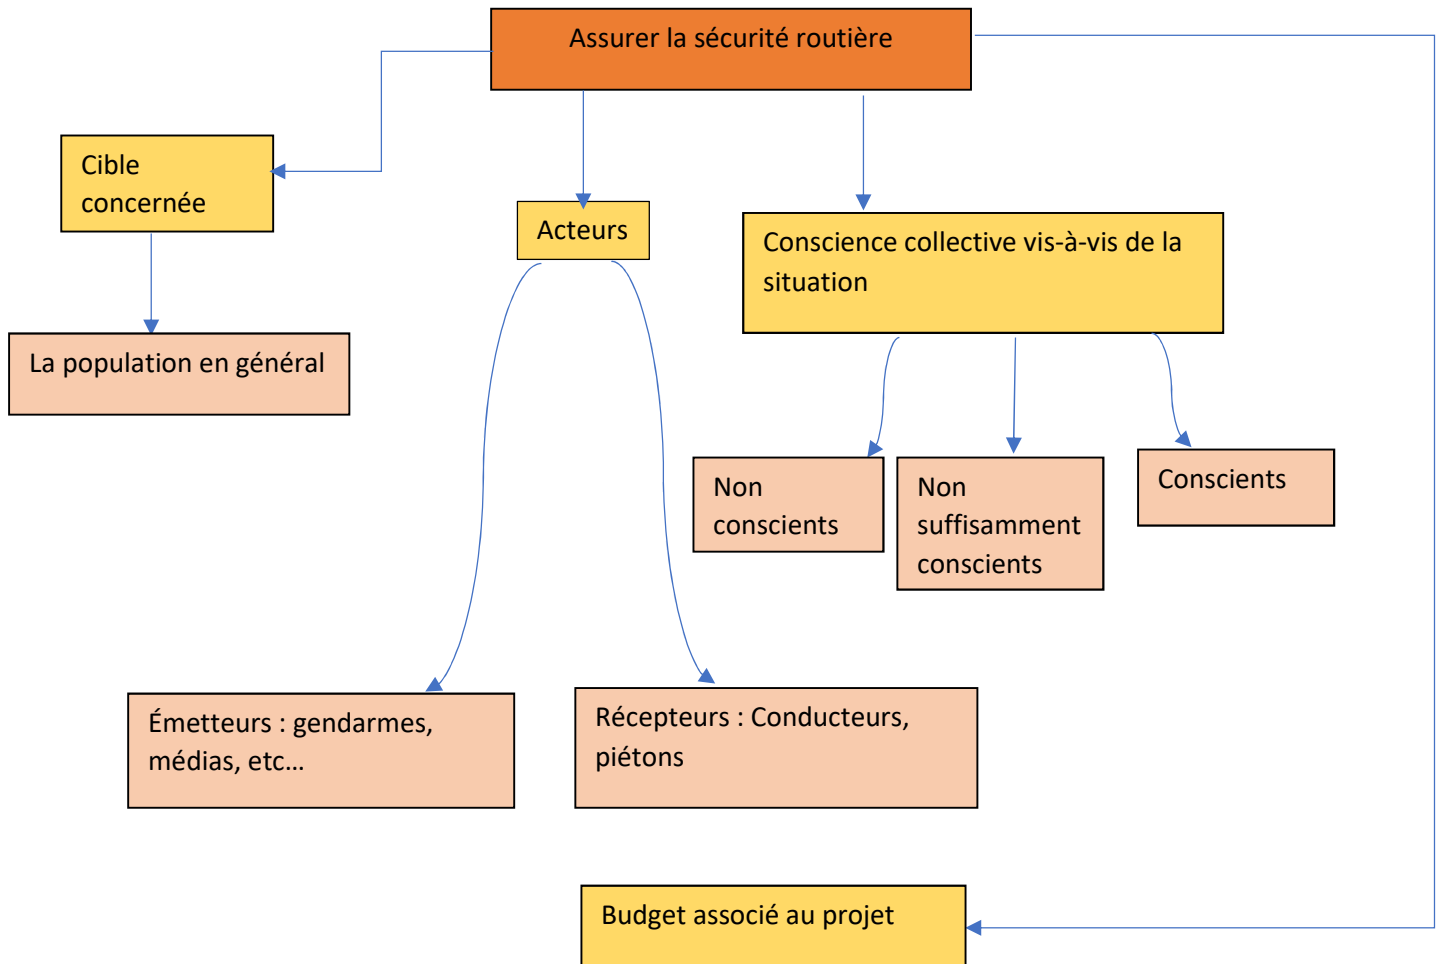 Assurer la sécurité routière
Cible
concernée
Acteurs
Conscience collective vis-à-vis de la
situation
La population en général
Non
conscients
Non
suffisamment
conscients
Conscients
Émetteurs : gendarmes,
médias, etc…
Récepteurs : Conducteurs,
piétons
Budget associé au projet